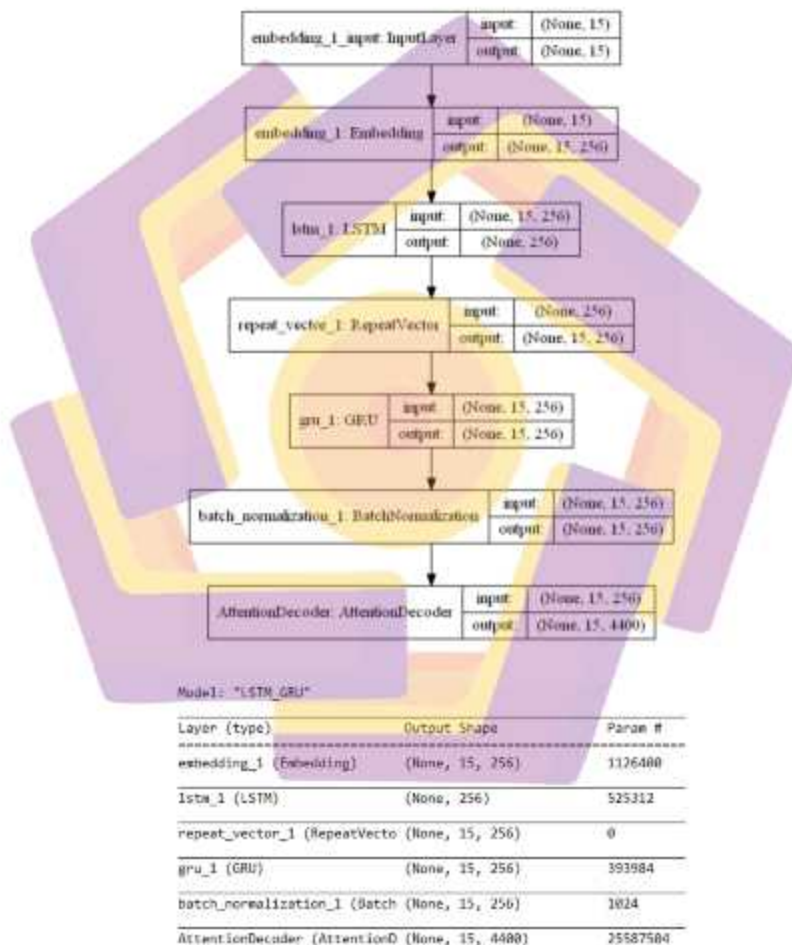 embedding_1_input: InputLayer input: (None, 15)
output: (None, 15)
embedding_1: Embedding input: (None, 15)
output: (None, 15, 256)
lstm_1: LSTM input: (None, 15, 256)
output: (None, 256)
repeat_vector_1: RepeatVector input: (None, 256)
output: (None, 15, 256)
gru_1: GRU input: (None, 15, 256)
output: (None, 15, 256)
batch_normalization_1: BatchNormalization input: (None, 15, 256)
output: (None, 15, 256)
AttentionDecoder: AttentionDecoder input: (None, 15, 256)
output: (None, 15, 4400)
Model: "LSTM_GRU"
Layer (type) Output Shape Param #
embedding_1 (Embedding) (None, 15, 256) 1126400
lstm_1 (LSTM) (None, 256) 525312
repeat_vector_1 (RepeatVecto (None, 15, 256) 0
gru_1 (GRU) (None, 15, 256) 393984
batch_normalization_1 (Batch (None, 15, 256) 1024
AttentionDecoder (AttentionD (None, 15, 4400) 25587504